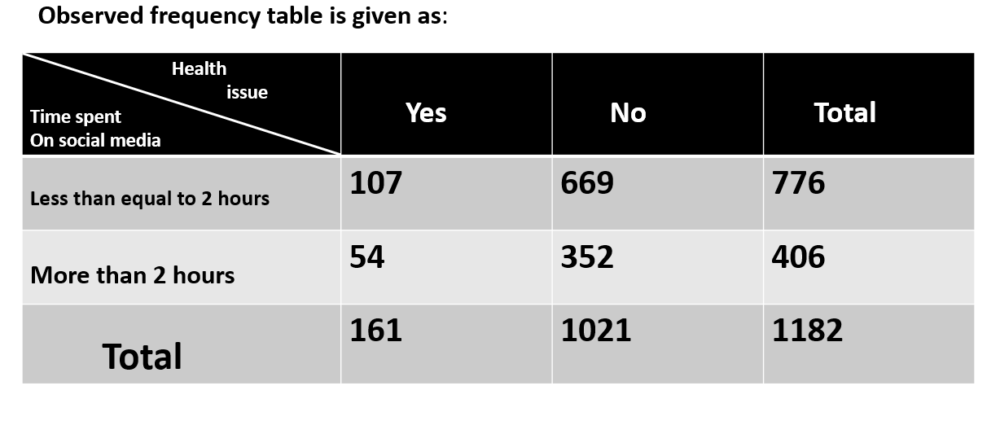 Observed frequency table is given as:
Health
issue
Time spent
On social media
Yes
No
Total
Less than equal to 2 hours
107
669
776
More than 2 hours
54
352
406
Total
161
1021
1182